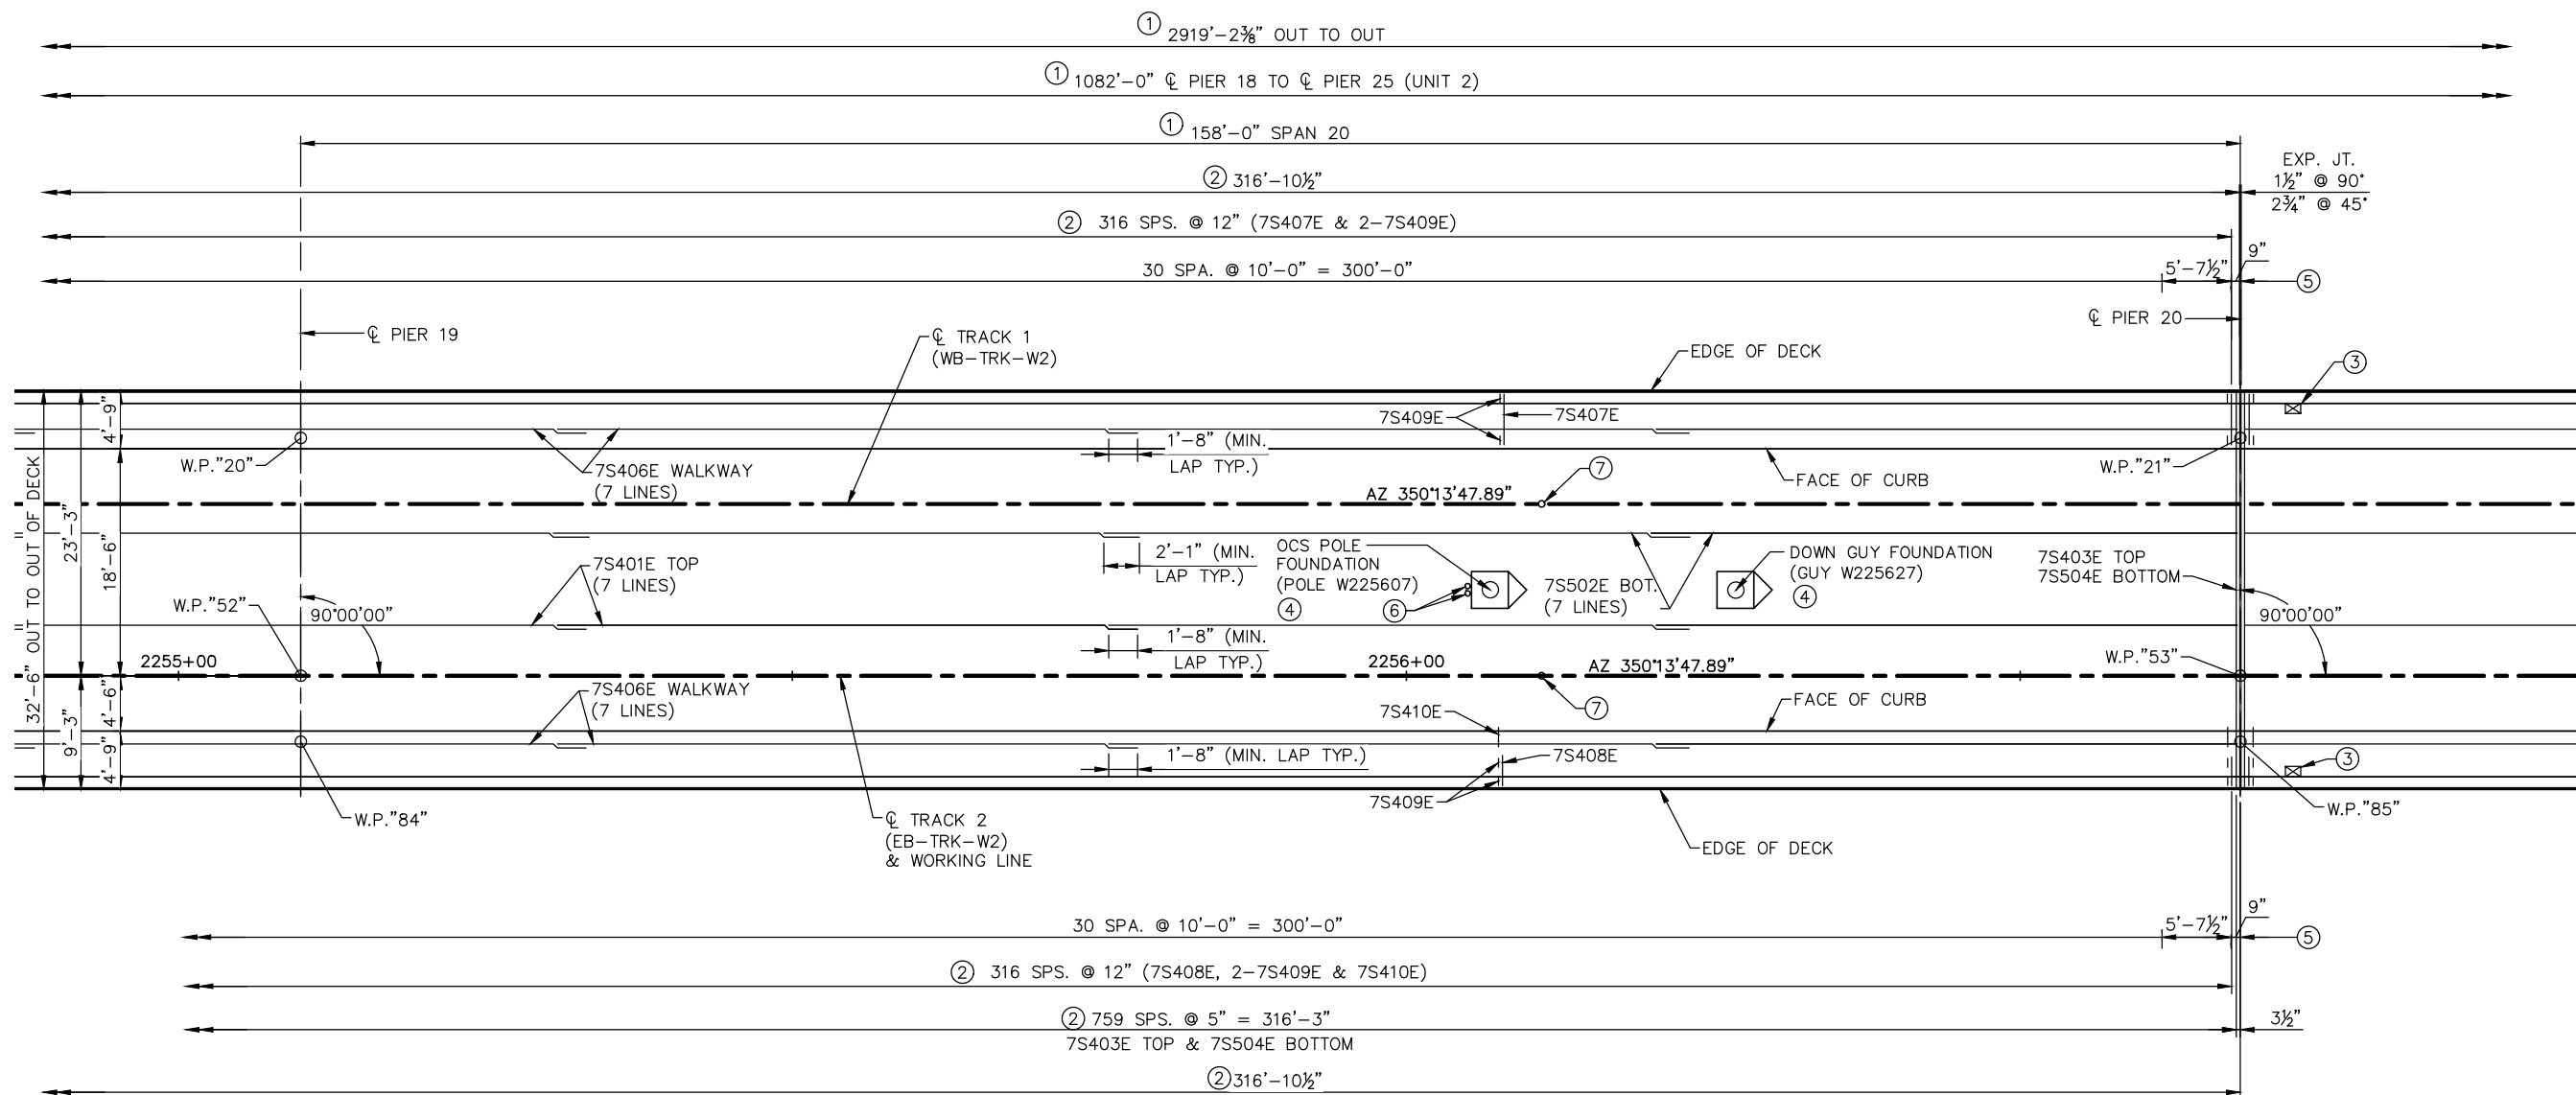 ① 2919'-2⅜" OUT TO OUT
① 1082'-0" ℄ PIER 18 TO ℄ PIER 25 (UNIT 2)
① 158'-0" SPAN 20
② 316'-10½"
EXP. JT.
1½" @ 90°
2¾" @ 45°
② 316 SPS. @ 12" (7S407E & 2-7S409E)
30 SPA. @ 10'-0" = 300'-0"
5'-7½"
9"
⑤
℄ PIER 19
℄ PIER 20
℄ TRACK 1
(WB-TRK-W2)
EDGE OF DECK
③
4'-9"
7S409E
7S407E
W.P."20"
7S406E WALKWAY
(7 LINES)
1'-8" (MIN.
LAP TYP.)
⑦
FACE OF CURB
W.P."21"
AZ 350°13'47.89"
32'-6" OUT TO OUT OF DECK
23'-3"
18'-6"
7S401E TOP
(7 LINES)
2'-1" (MIN.
LAP TYP.)
OCS POLE
FOUNDATION
(POLE W225607)
④
⑥
7S502E BOT.
(7 LINES)
DOWN GUY FOUNDATION
(GUY W225627)
④
7S403E TOP
7S504E BOTTOM
W.P."52"
90°00'00"
90°00'00"
1'-8" (MIN.
LAP TYP.)
2255+00
2256+00
AZ 350°13'47.89"
W.P."53"
9'-3"
4'-6"
4'-9"
7S406E WALKWAY
(7 LINES)
7S410E
⑦
FACE OF CURB
1'-8" (MIN. LAP TYP.)
7S408E
③
7S409E
W.P."84"
℄ TRACK 2
(EB-TRK-W2)
& WORKING LINE
EDGE OF DECK
W.P."85"
30 SPA. @ 10'-0" = 300'-0"
5'-7½"
9"
⑤
② 316 SPS. @ 12" (7S408E, 2-7S409E & 7S410E)
② 759 SPS. @ 5" = 316'-3"
7S403E TOP & 7S504E BOTTOM
3½"
② 316'-10½"